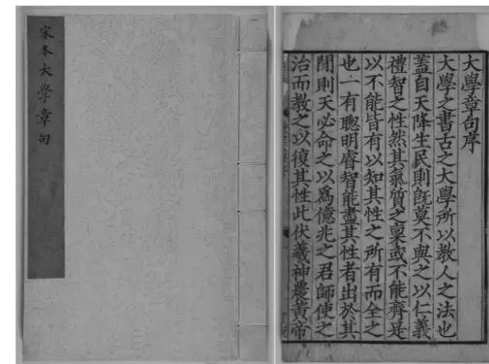 家本大學章句
大學章句序
大學之書古之大學所以教人之法也
蓋自天降生民則旣莫不與之以仁義
禮智之性然其氣質之稟或不能齊是
以不能皆有以知其性之所有而全之
也一有聰明睿智能盡其性者出於其
閒則天必命之以爲億兆之君師使之
治而教之以復其性此伏羲神農黃帝